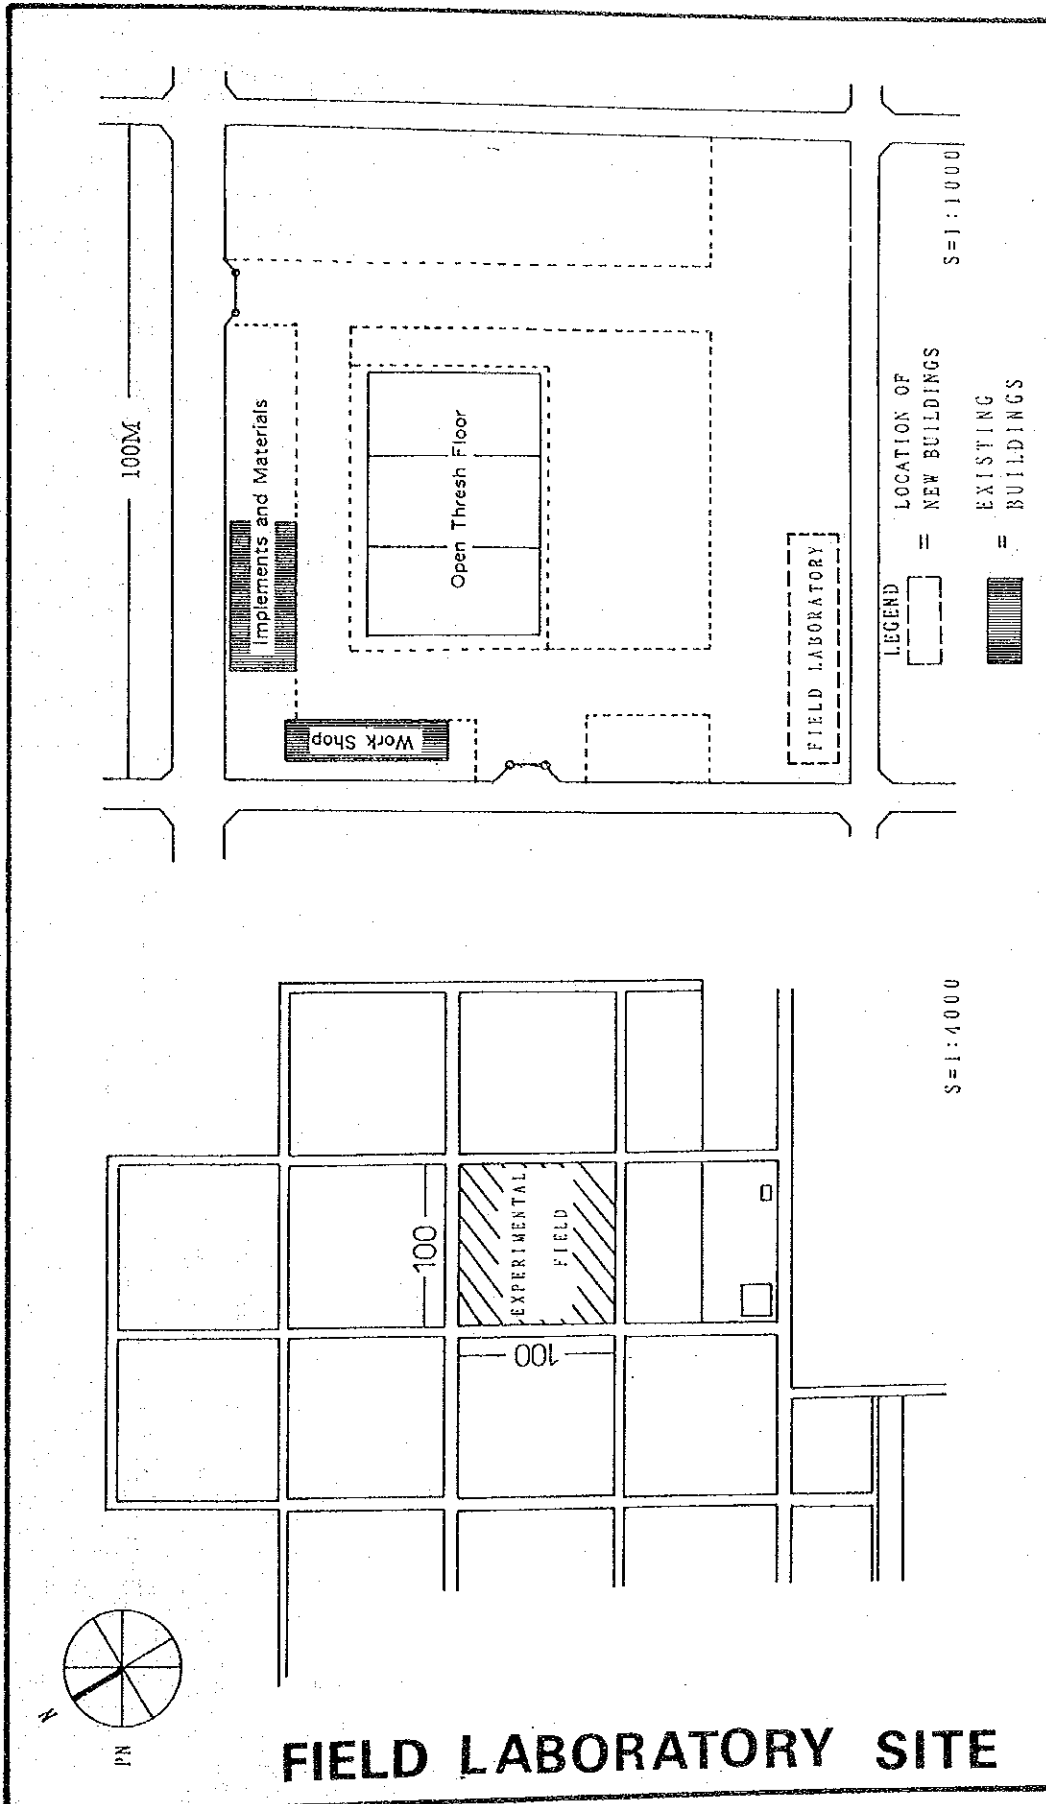 100M
S=1:1000
Implements and Materials
Open Thresh Floor
Work Shop
FIELD LABORATORY
LEGEND
= LOCATION OF
NEW BUILDINGS
= EXISTING
BUILDINGS
100
EXPERIMENTAL
FIELD
100
S=1:4000
N
PN
FIELD LABORATORY SITE